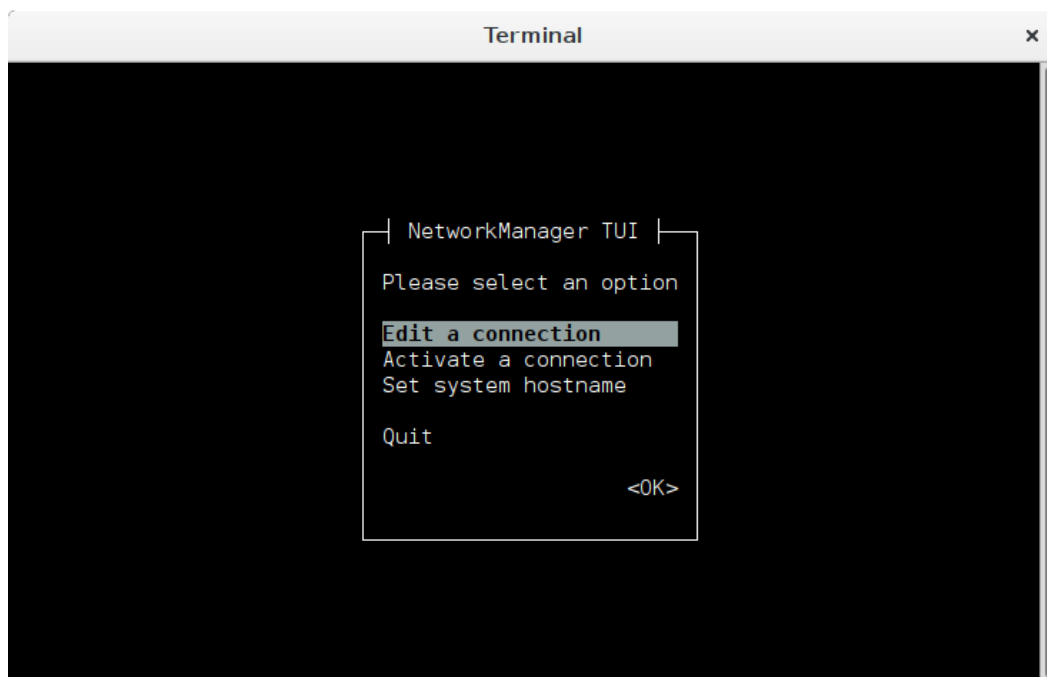 Terminal
NetworkManager TUI
Please select an option
Edit a connection
Activate a connection
Set system hostname
Quit
<OK>